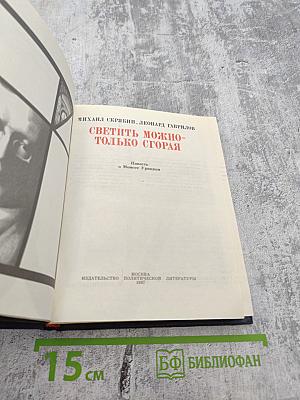 МИХАИЛ СКРЯБИН, ЛЕОНАРД ГАВРИЛОВ
СВЕТИТЬ МОЖНО-
ТОЛЬКО СГОРАЯ
Повесть
о Моисее Урицком
МОСКВА
ИЗДАТЕЛЬСТВО ПОЛИТИЧЕСКОЙ ЛИТЕРАТУРЫ
1987
15 СМ
БФ БИБЛИОФАН